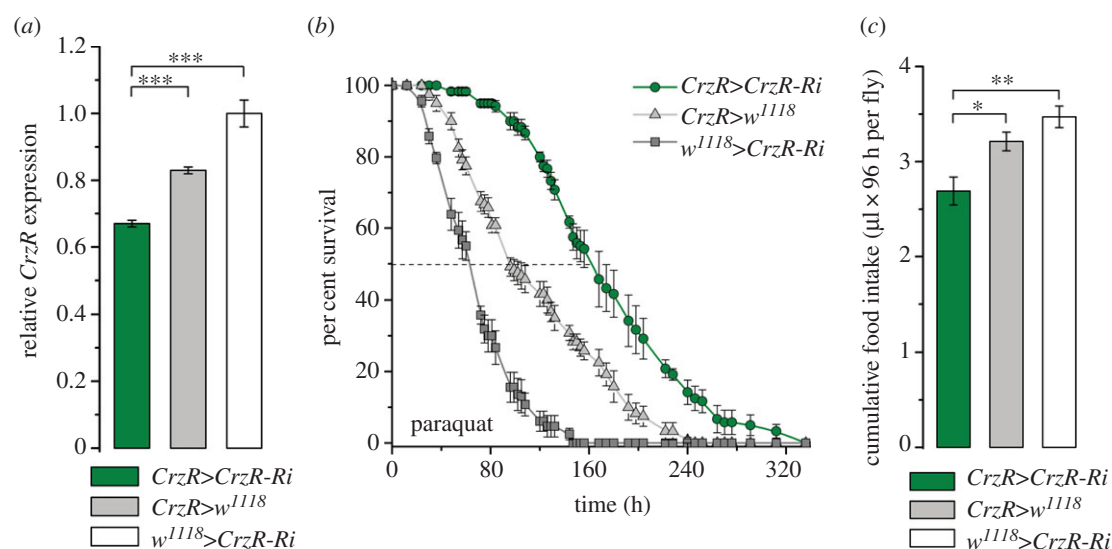 (a)
relative CrzR expression
1.2
1.0
0.8
0.6
0.4
0.2
0
***
***
CrzR>CrzR-Ri
CrzR>w1118
w1118>CrzR-Ri
(b)
per cent survival
100
80
60
40
20
0
CrzR>CrzR-Ri
CrzR>w1118
w1118>CrzR-Ri
paraquat
0
80
160
240
320
time (h)
(c)
cumulative food intake (µl × 96 h per fly)
4
3
2
1
0
**
*
CrzR>CrzR-Ri
CrzR>w1118
w1118>CrzR-Ri